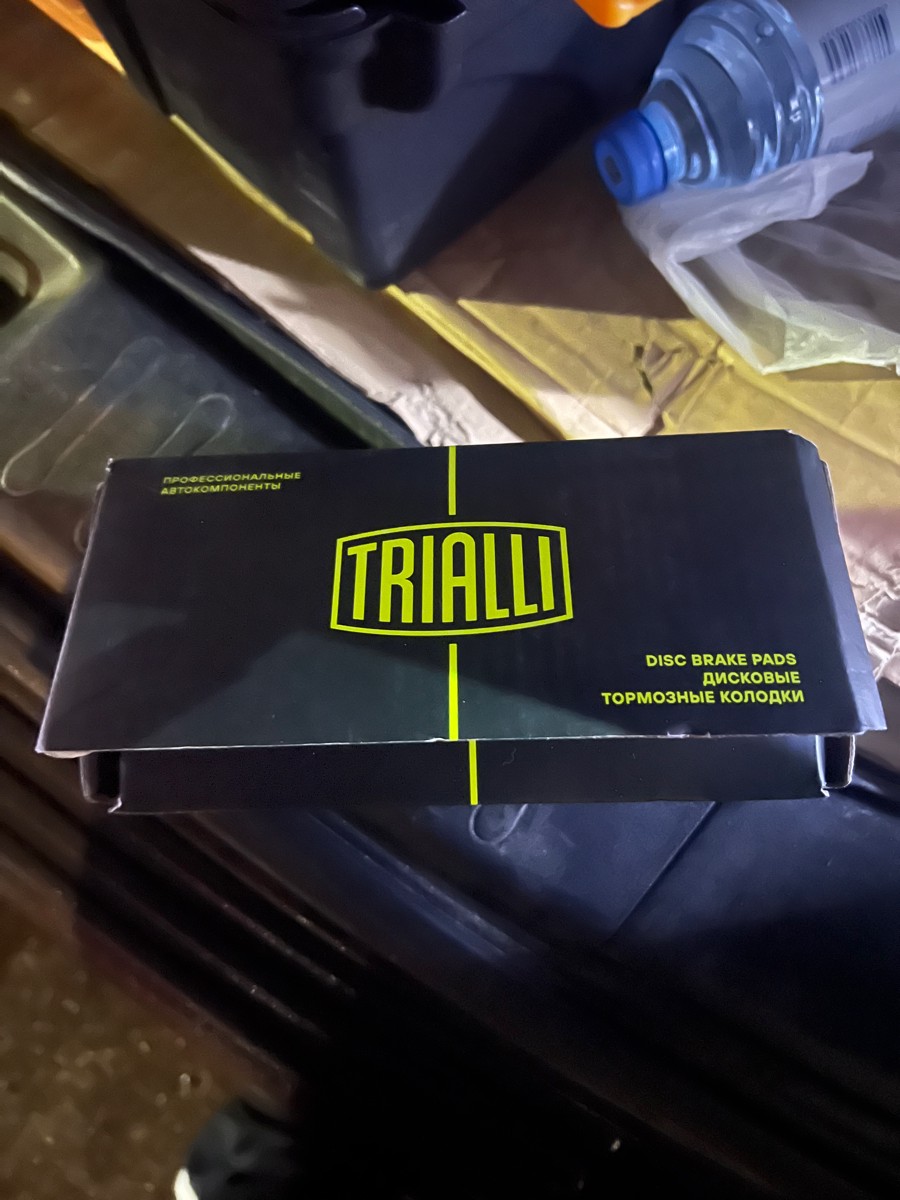 ПРОФЕССИОНАЛЬНЫЕ
АВТОКОМПОНЕНТЫ
TRIALLI
DISC BRAKE PADS
ДИСКОВЫЕ
ТОРМОЗНЫЕ КОЛОДКИ